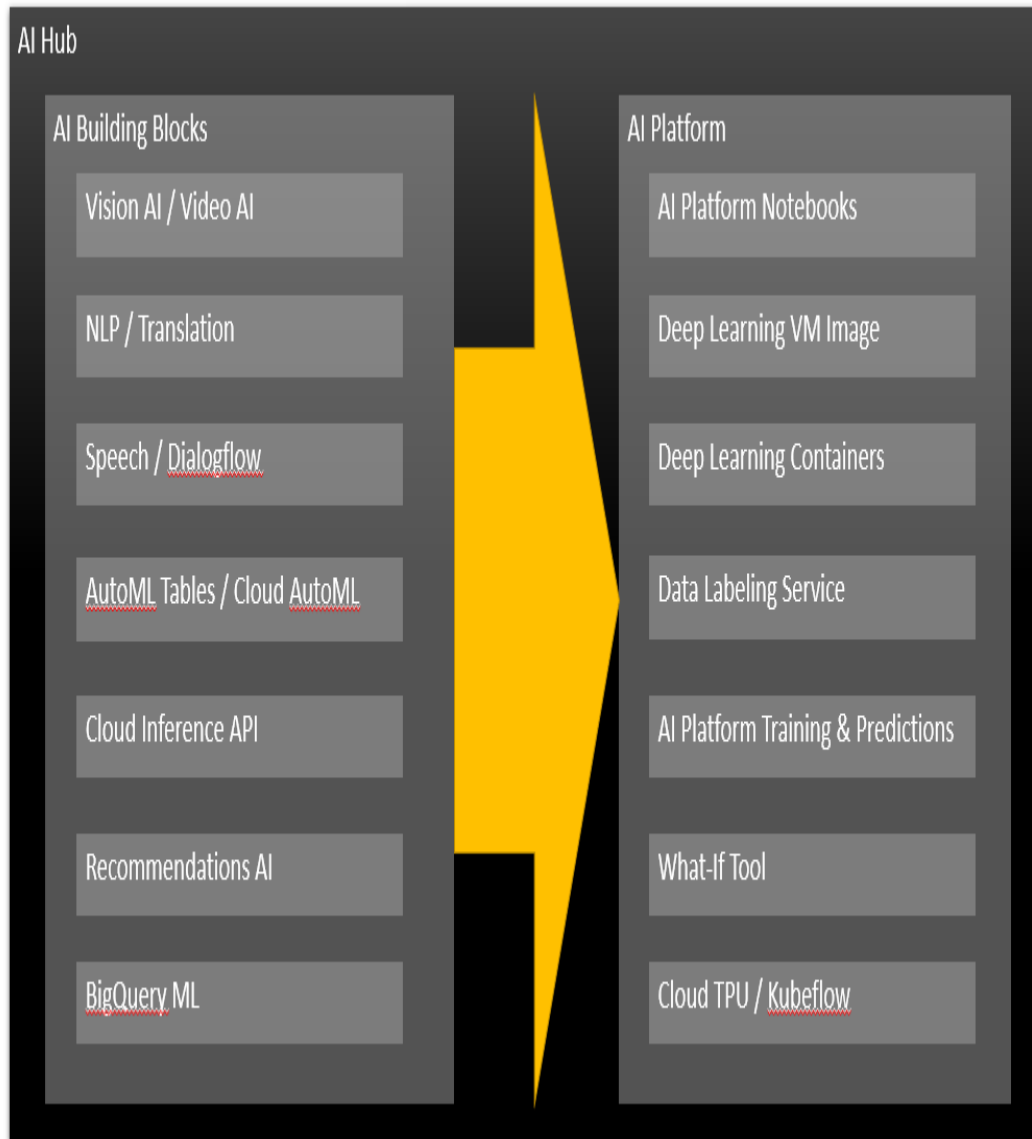 AI Hub
AI Building Blocks
Vision AI / Video AI
NLP / Translation
Speech / Dialogflow
AutoML Tables / Cloud AutoML
Cloud Inference API
Recommendations AI
BigQuery ML
AI Platform
AI Platform Notebooks
Deep Learning VM Image
Deep Learning Containers
Data Labeling Service
AI Platform Training & Predictions
What-If Tool
Cloud TPU / Kubeflow